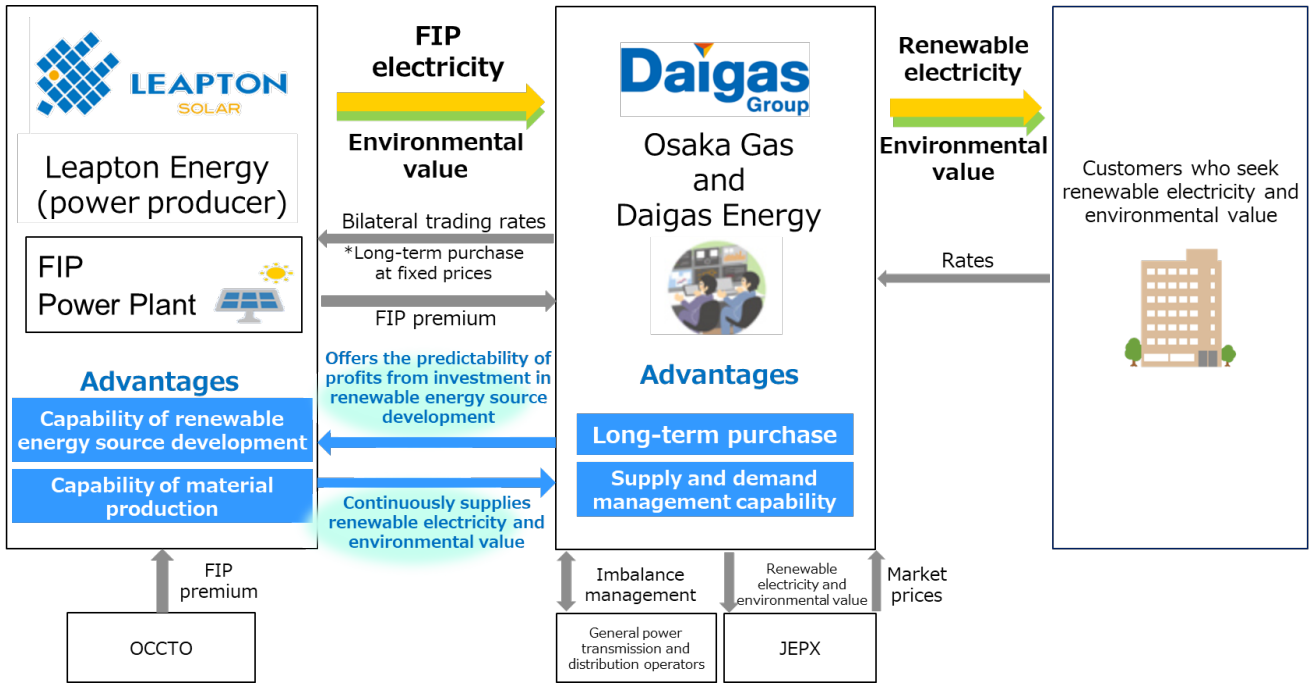 LEAPTON
SOLAR
Leapton Energy
(power producer)
FIP
Power Plant
Advantages
Capability of renewable
energy source development
Capability of material
production
FIP
premium
OCCTO
FIP
electricity
Environmental
value
Bilateral trading rates
*Long-term purchase
at fixed prices
FIP premium
Offers the predictability of
profits from investment in
renewable energy source
development
Continuously supplies
renewable electricity and
environmental value
Daigas
Group
Osaka Gas
and
Daigas Energy
Advantages
Long-term purchase
Supply and demand
management capability
Imbalance
management
General power
transmission and
distribution operators
Renewable
electricity and
environmental value
JEPX
Market
prices
Renewable
electricity
Environmental
value
Rates
Customers who seek
renewable electricity and
environmental value